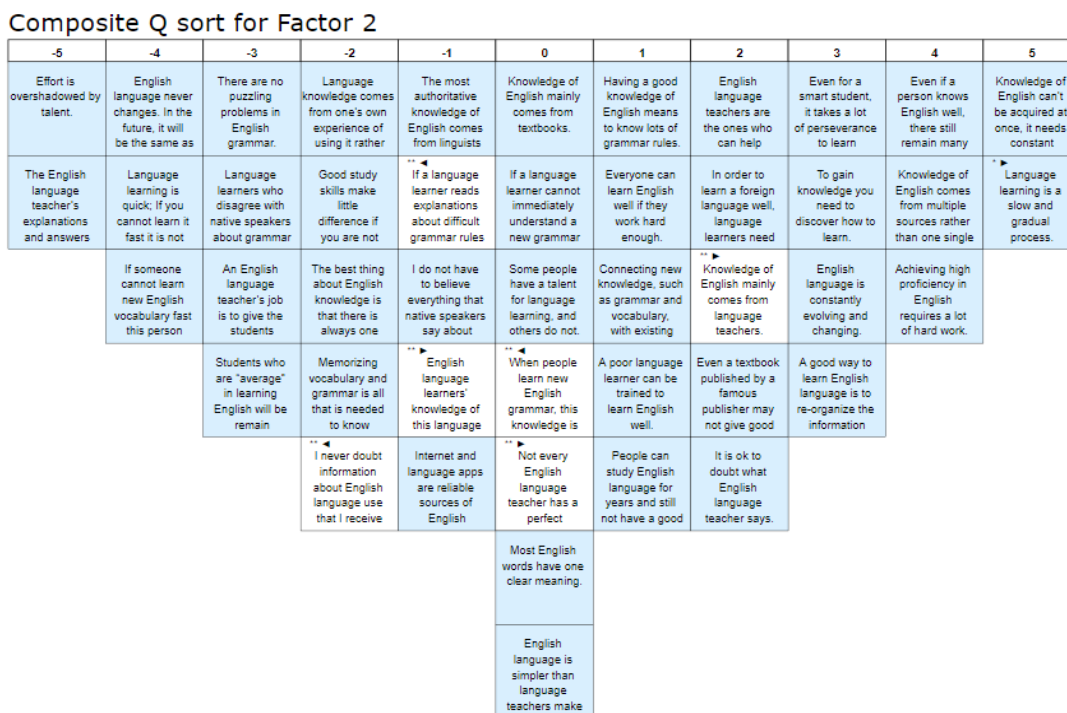 Composite Q sort for Factor 2
-5 -4 -3 -2 -1 0 1 2 3 4 5
Effort is
overshadowed by
talent.
English
language never
changes. In the
future, it will
be the same as
There are no
puzzling
problems in
English
grammar.
Language
knowledge comes
from one's own
experience of
using it rather
The most
authoritative
knowledge of
English comes
from linguists
Knowledge of
English mainly
comes from
textbooks.
Having a good
knowledge of
English means
to know lots of
grammar rules.
English
language
teachers are
the ones who
can help
Even for a
smart student,
it takes a lot
of perseverance
to learn
Even if a
person knows
English well,
there still
remain many
Knowledge of
English can't
be acquired at
once, it needs
constant
The English
language
teacher's
explanations
and answers
Language
learning is
quick; If you
cannot learn it
fast it is not
Language
learners who
disagree with
native speakers
about grammar
Good study
skills make
little
difference if
you are not
** ◄
If a language
learner reads
explanations
about difficult
grammar rules
If a language
learner cannot
immediately
understand a
new grammar
Everyone can
learn English
well if they
work hard
enough.
In order to
learn a foreign
language well,
language
learners need
To gain
knowledge you
need to
discover how to
learn.
Knowledge of
English comes
from multiple
sources rather
than one single
* ►
Language
learning is a
slow and
gradual
process.
If someone
cannot learn
new English
vocabulary fast
this person
An English
language
teacher's job
is to give the
students
The best thing
about English
knowledge is
that there is
always one
I do not have
to believe
everything that
native speakers
say about
Some people
have a talent
for language
learning, and
others do not.
Connecting new
knowledge, such
as grammar and
vocabulary,
with existing
** ►
Knowledge of
English mainly
comes from
language
teachers.
English
language is
constantly
evolving and
changing.
Achieving high
proficiency in
English
requires a lot
of hard work.
Students who
are "average"
in learning
English will be
remain
Memorizing
vocabulary and
grammar is all
that is needed
to know
** ►
English
language
learners'
knowledge of
this language
** ◄
When people
learn new
English
grammar, this
knowledge is
A poor language
learner can be
trained to
learn English
well.
Even a textbook
published by a
famous
publisher may
not give good
A good way to
learn English
language is to
re-organize the
information
** ◄
I never doubt
information
about English
language use
that I receive
Internet and
language apps
are reliable
sources of
English
** ►
Not every
English
language
teacher has a
perfect
People can
study English
language for
years and still
not have a good
It is ok to
doubt what
English
language
teacher says.
Most English
words have one
clear meaning.
English
language is
simpler than
language
teachers make